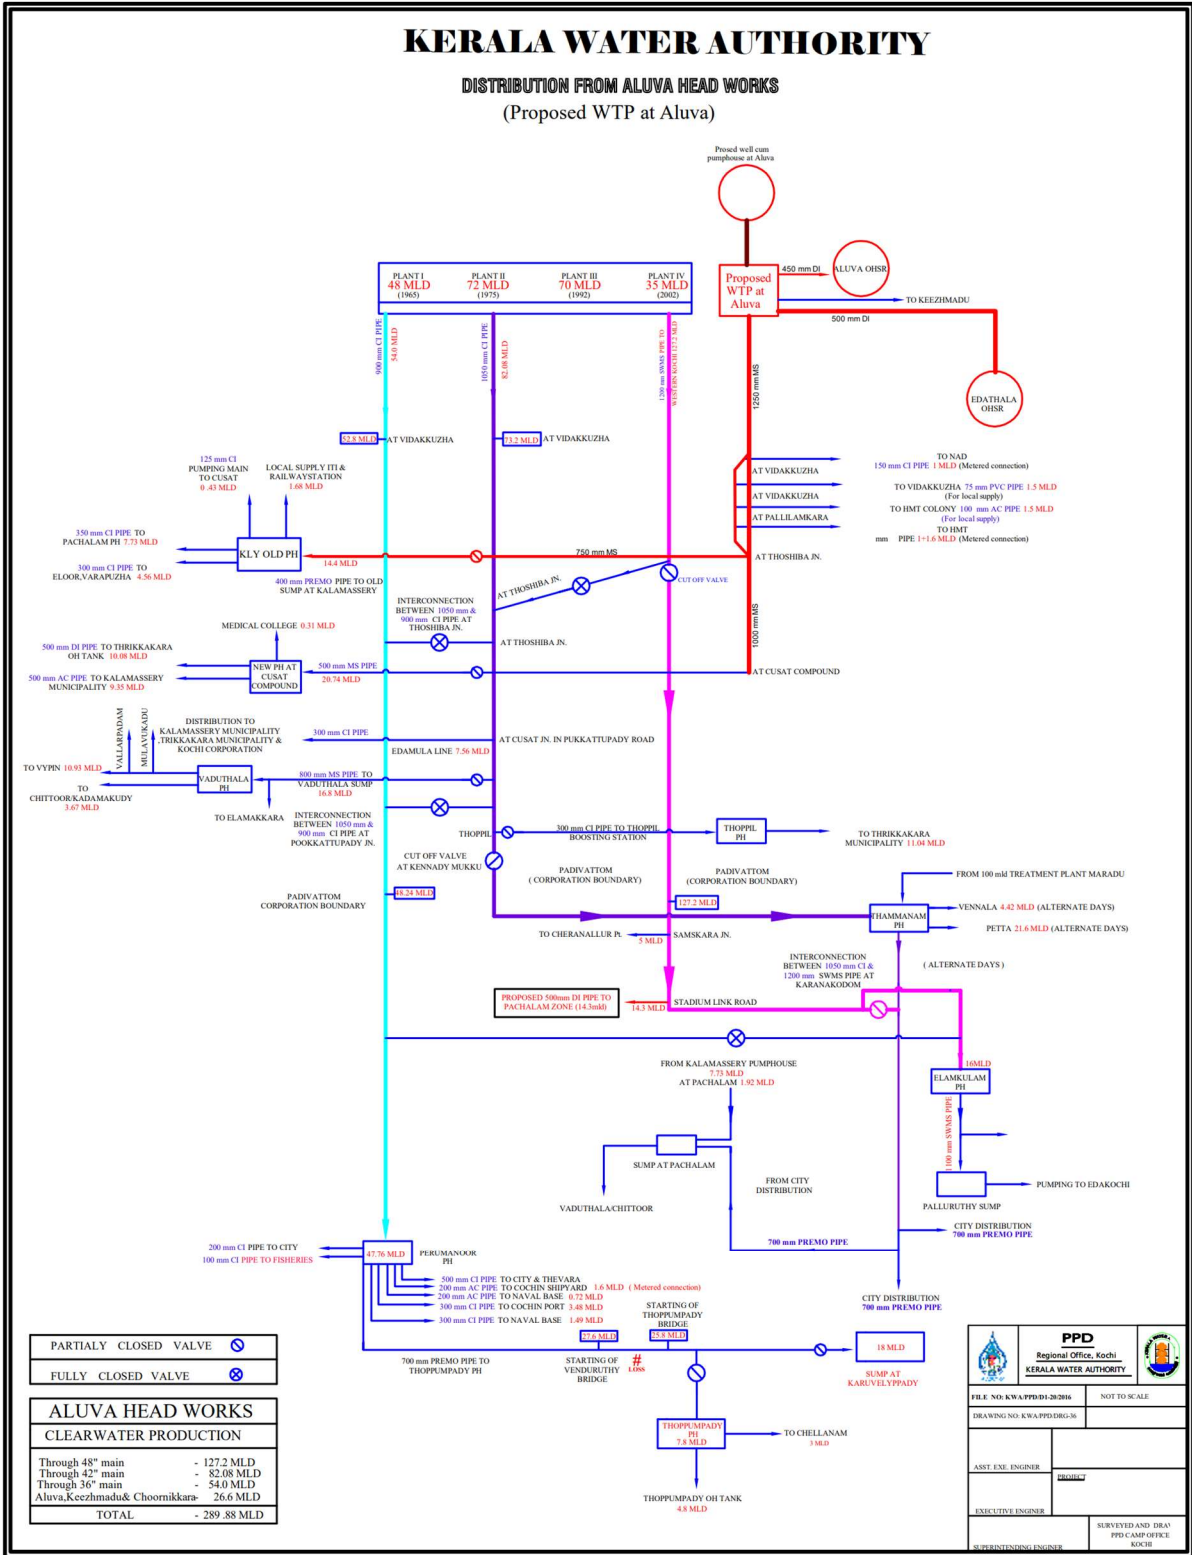 KERALA WATER AUTHORITY
DISTRIBUTION FROM ALUVA HEAD WORKS
(Proposed WTP at Aluva)
Prosed well cum
pumphouse at Aluva
PLANT I
48 MLD
(1965)
PLANT II
72 MLD
(1975)
PLANT III
70 MLD
(1992)
PLANT IV
35 MLD
(2002)
Proposed
WTP at
Aluva
450 mm DI
ALUVA OHSR
TO KEEZHMADU
500 mm DI
EDATHALA
OHSR
900 mm CI PIPE
54.0 MLD
1050 mm CI PIPE
82.08 MLD
1200 mm SWMS PIPE TO
WESTERN KOCHI 127.2 MLD
1250 mm MS
52.8 MLD
AT VIDAKKUZHA
73.2 MLD
AT VIDAKKUZHA
125 mm CI
PUMPING MAIN
TO CUSAT
0 .43 MLD
LOCAL SUPPLY ITI &
RAILWAYSTATION
1.68 MLD
AT VIDAKKUZHA
AT VIDAKKUZHA
AT PALLILAMKARA
AT THOSHIBA JN.
TO NAD
150 mm CI PIPE 1 MLD (Metered connection)
TO VIDAKKUZHA 75 mm PVC PIPE 1.5 MLD
(For local supply)
TO HMT COLONY 100 mm AC PIPE 1.5 MLD
(For local supply)
TO HMT
mm PIPE 1+1.6 MLD (Metered connection)
350 mm CI PIPE TO
PACHALAM PH 7.73 MLD
300 mm CI PIPE TO
ELOOR,VARAPUZHA 4.56 MLD
KLY OLD PH
14.4 MLD
750 mm MS
400 mm PREMO PIPE TO OLD
SUMP AT KALAMASSERY
AT THOSHIBA JN.
CUT OFF VALVE
INTERCONNECTION
BETWEEN 1050 mm &
900 mm CI PIPE AT
THOSHIBA JN.
AT THOSHIBA JN.
1000 mm MS
MEDICAL COLLEGE 0.31 MLD
500 mm DI PIPE TO THRIKKAKARA
OH TANK 10.08 MLD
500 mm AC PIPE TO KALAMASSERY
MUNICIPALITY 9.35 MLD
NEW PH AT
CUSAT
COMPOUND
500 mm MS PIPE
20.74 MLD
AT CUSAT COMPOUND
VALLARPADAM
MULAVUKADU
DISTRIBUTION TO
KALAMASSERY MUNICIPALITY
,TRIKKAKARA MUNICIPALITY &
KOCHI CORPORATION
300 mm CI PIPE
AT CUSAT JN. IN PUKKATTUPADY ROAD
EDAMULA LINE 7.56 MLD
TO VYPIN 10.93 MLD
TO
CHITTOOR/KADAMAKUDY
3.67 MLD
VADUTHALA
PH
800 mm MS PIPE TO
VADUTHALA SUMP
16.8 MLD
TO ELAMAKKARA
INTERCONNECTION
BETWEEN 1050 mm &
900 mm CI PIPE AT
POOKKATTUPADY JN.
THOPPIL
300 mm CI PIPE TO THOPPIL
BOOSTING STATION
THOPPIL
PH
TO THRIKKAKARA
MUNICIPALITY 11.04 MLD
CUT OFF VALVE
AT KENNADY MUKKU
PADIVATTOM
( CORPORATION BOUNDARY)
PADIVATTOM
(CORPORATION BOUNDARY)
FROM 100 mld TREATMENT PLANT MARADU
PADIVATTOM
CORPORATION BOUNDARY
48.24 MLD
127.2 MLD
THAMMANAM
PH
VENNALA 4.42 MLD (ALTERNATE DAYS)
PETTA 21.6 MLD (ALTERNATE DAYS)
TO CHERANALLUR Pt.
5 MLD
SAMSKARA JN.
INTERCONNECTION
BETWEEN 1050 mm CI &
1200 mm SWMS PIPE AT
KARANAKODOM
( ALTERNATE DAYS )
PROPOSED 500mm DI PIPE TO
PACHALAM ZONE (14.3mld)
14.3 MLD
STADIUM LINK ROAD
FROM KALAMASSERY PUMPHOUSE
7.73 MLD
AT PACHALAM 1.92 MLD
16MLD
ELAMKULAM
PH
1100 mm SWMS PIPE
SUMP AT PACHALAM
FROM CITY
DISTRIBUTION
VADUTHALA/CHITTOOR
PUMPING TO EDAKOCHI
PALLURUTHY SUMP
CITY DISTRIBUTION
700 mm PREMO PIPE
700 mm PREMO PIPE
200 mm CI PIPE TO CITY
100 mm CI PIPE TO FISHERIES
47.76 MLD
PERUMANOOR
PH
500 mm CI PIPE TO CITY & THEVARA
200 mm AC PIPE TO COCHIN SHIPYARD 1.6 MLD ( Metered connection)
200 mm AC PIPE TO NAVAL BASE 0.72 MLD
300 mm CI PIPE TO COCHIN PORT 3.48 MLD
300 mm CI PIPE TO NAVAL BASE 1.49 MLD
CITY DISTRIBUTION
700 mm PREMO PIPE
STARTING OF
THOPPUMPADY
BRIDGE
27.6 MLD
25.8 MLD
700 mm PREMO PIPE TO
THOPPUMPADY PH
STARTING OF
VENDURUTHY
BRIDGE
#
LOSS
18 MLD
SUMP AT
KARUVELYPPADY
THOPPUMPADY
PH
7.8 MLD
TO CHELLANAM
3 MLD
THOPPUMPADY OH TANK
4.8 MLD
PARTIALY CLOSED VALVE
FULLY CLOSED VALVE
ALUVA HEAD WORKS
CLEARWATER PRODUCTION
Through 48" main - 127.2 MLD
Through 42" main - 82.08 MLD
Through 36" main - 54.0 MLD
Aluva,Keezhmadu& Choornikkara- 26.6 MLD
TOTAL - 289 .88 MLD
PPD
Regional Office, Kochi
KERALA WATER AUTHORITY
FILE NO: KWA/PPD/D1-20/2016
NOT TO SCALE
DRAWING NO: KWA/PPD/DRG-36
ASST. EXE. ENGINER
PROJECT
EXECUTIVE ENGINER
SUPERINTENDING ENGINER
SURVEYED AND DRA
PPD CAMP OFFICE
KOCHI